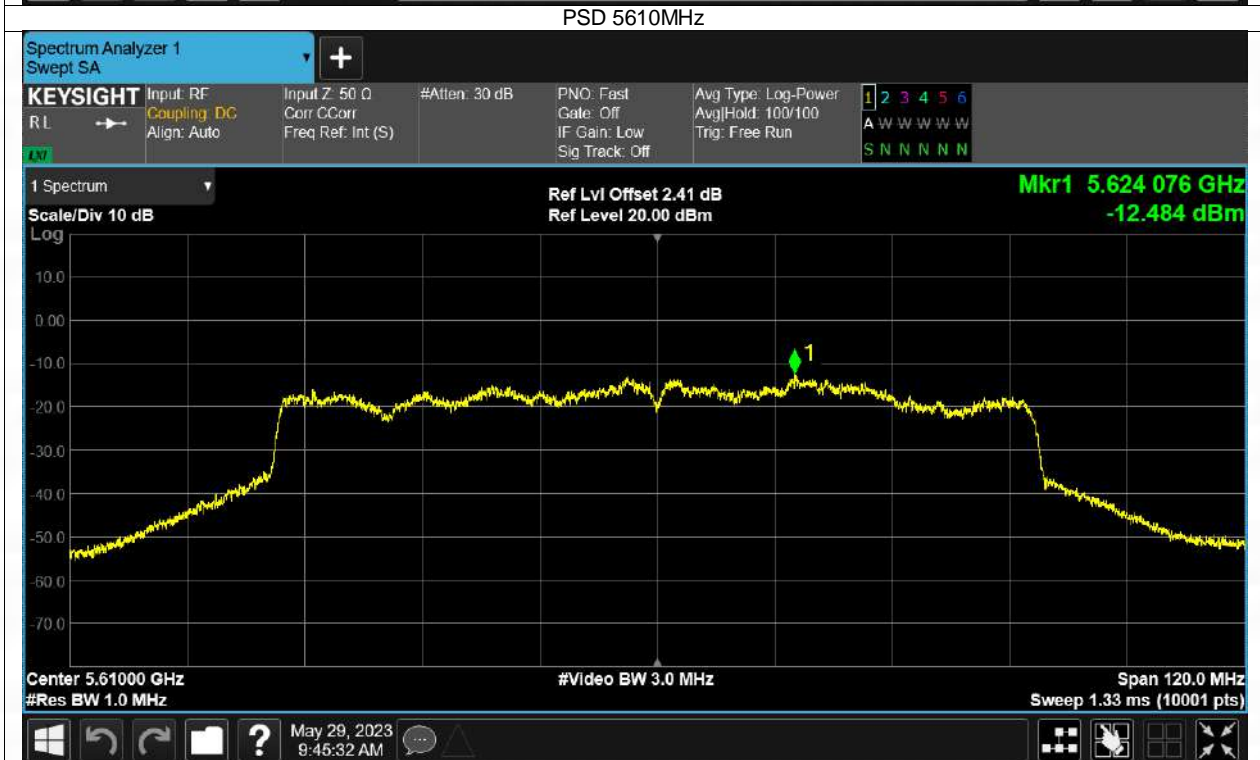 PSD 5610MHz
Spectrum Analyzer 1
Swept SA
+
KEYSIGHT
RL
LXI
Input: RF
Coupling: DC
Align: Auto
Input Z: 50 Ω
Corr CCorr
Freq Ref: Int (S)
#Atten: 30 dB
PNO: Fast
Gate: Off
IF Gain: Low
Sig Track: Off
Avg Type: Log-Power
Avg|Hold: 100/100
Trig: Free Run
1 2 3 4 5 6
A W W W W W
S N N N N N
1 Spectrum
Scale/Div 10 dB
Log
Ref Lvl Offset 2.41 dB
Ref Level 20.00 dBm
Mkr1 5.624 076 GHz
-12.484 dBm
10.0
0.00
-10.0
-20.0
-30.0
-40.0
-50.0
-60.0
-70.0
1
Center 5.61000 GHz
#Res BW 1.0 MHz
#Video BW 3.0 MHz
Span 120.0 MHz
Sweep 1.33 ms (10001 pts)
?
May 29, 2023
9:45:32 AM